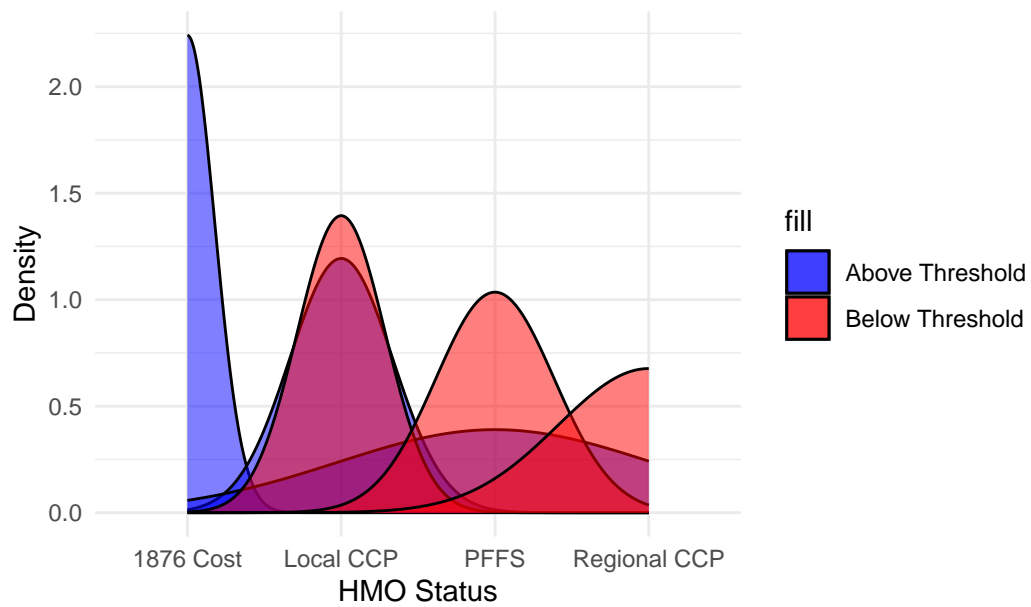 2.0
1.5
1.0
0.5
0.0
Density
1876 Cost
Local CCP
PFFS
Regional CCP
HMO Status
fill
Above Threshold
Below Threshold